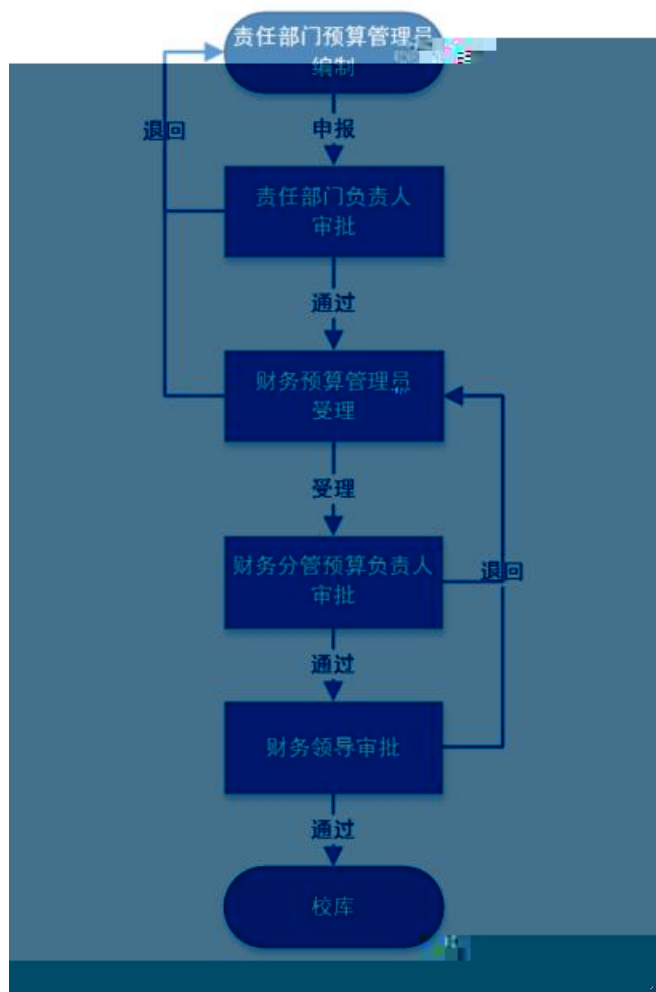 责任部门预算管理员
编制
退回
申报
责任部门负责人
审批
通过
财务预算管理员
受理
受理
财务分管预算负责人
审批
退回
通过
财务领导审批
通过
校库